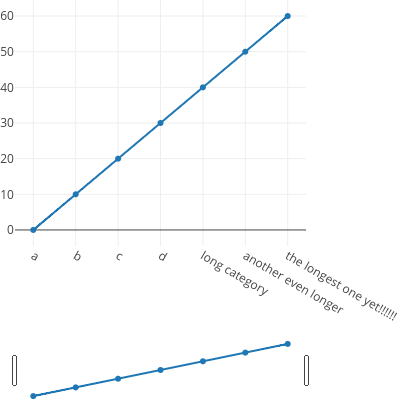 60
50
40
30
20
10
0
a
b
c
d
long category
another even longer
the longest one yet!!!!!!